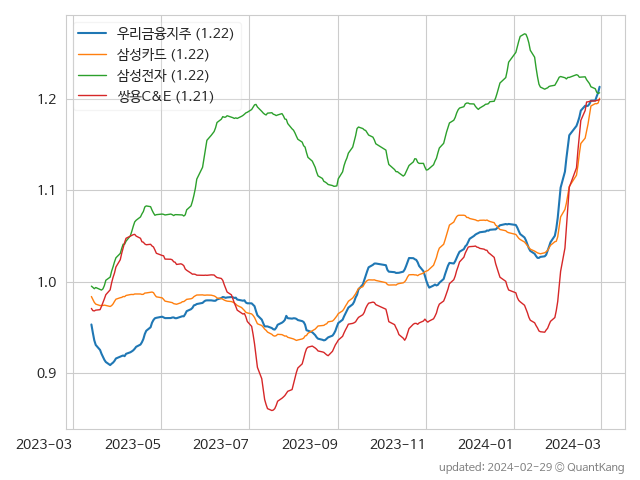 우리금융지주 (1.22)
삼성카드 (1.22)
삼성전자 (1.22)
쌍용C&E (1.21)
1.2
1.1
1.0
0.9
2023-03 2023-05 2023-07 2023-09 2023-11 2024-01 2024-03
updated: 2024-02-29 © QuantKang